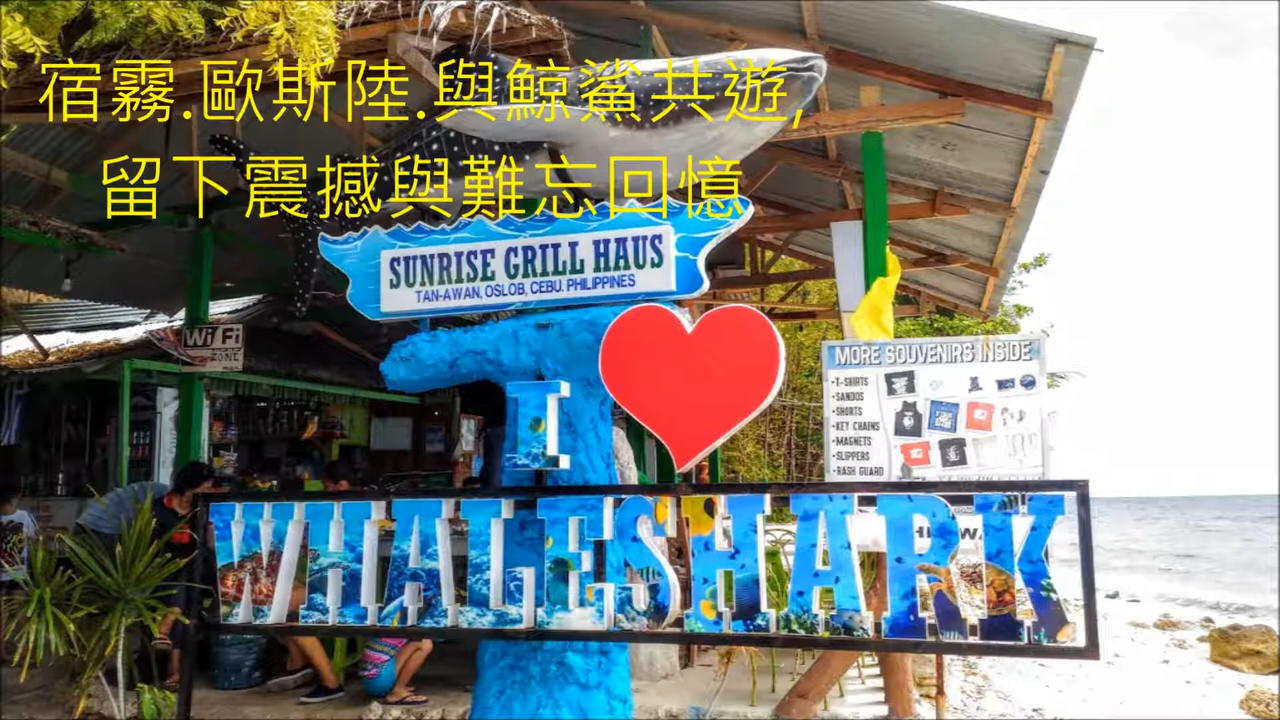 宿霧.歐斯陸.與鯨鯊共遊,
留下震撼與難忘回憶
SUNRISE GRILL HAUS
TAN-AWAN, OSLOB, CEBU. PHILIPPINES
Wi Fi
ZONE
I
MORE SOUVENIRS INSIDE
•T-SHIRTS
•SANDOS
•SHORTS
•KEY CHAINS
•MAGNETS
•SLIPPERS
•RASH GUARD
WHALESHARK